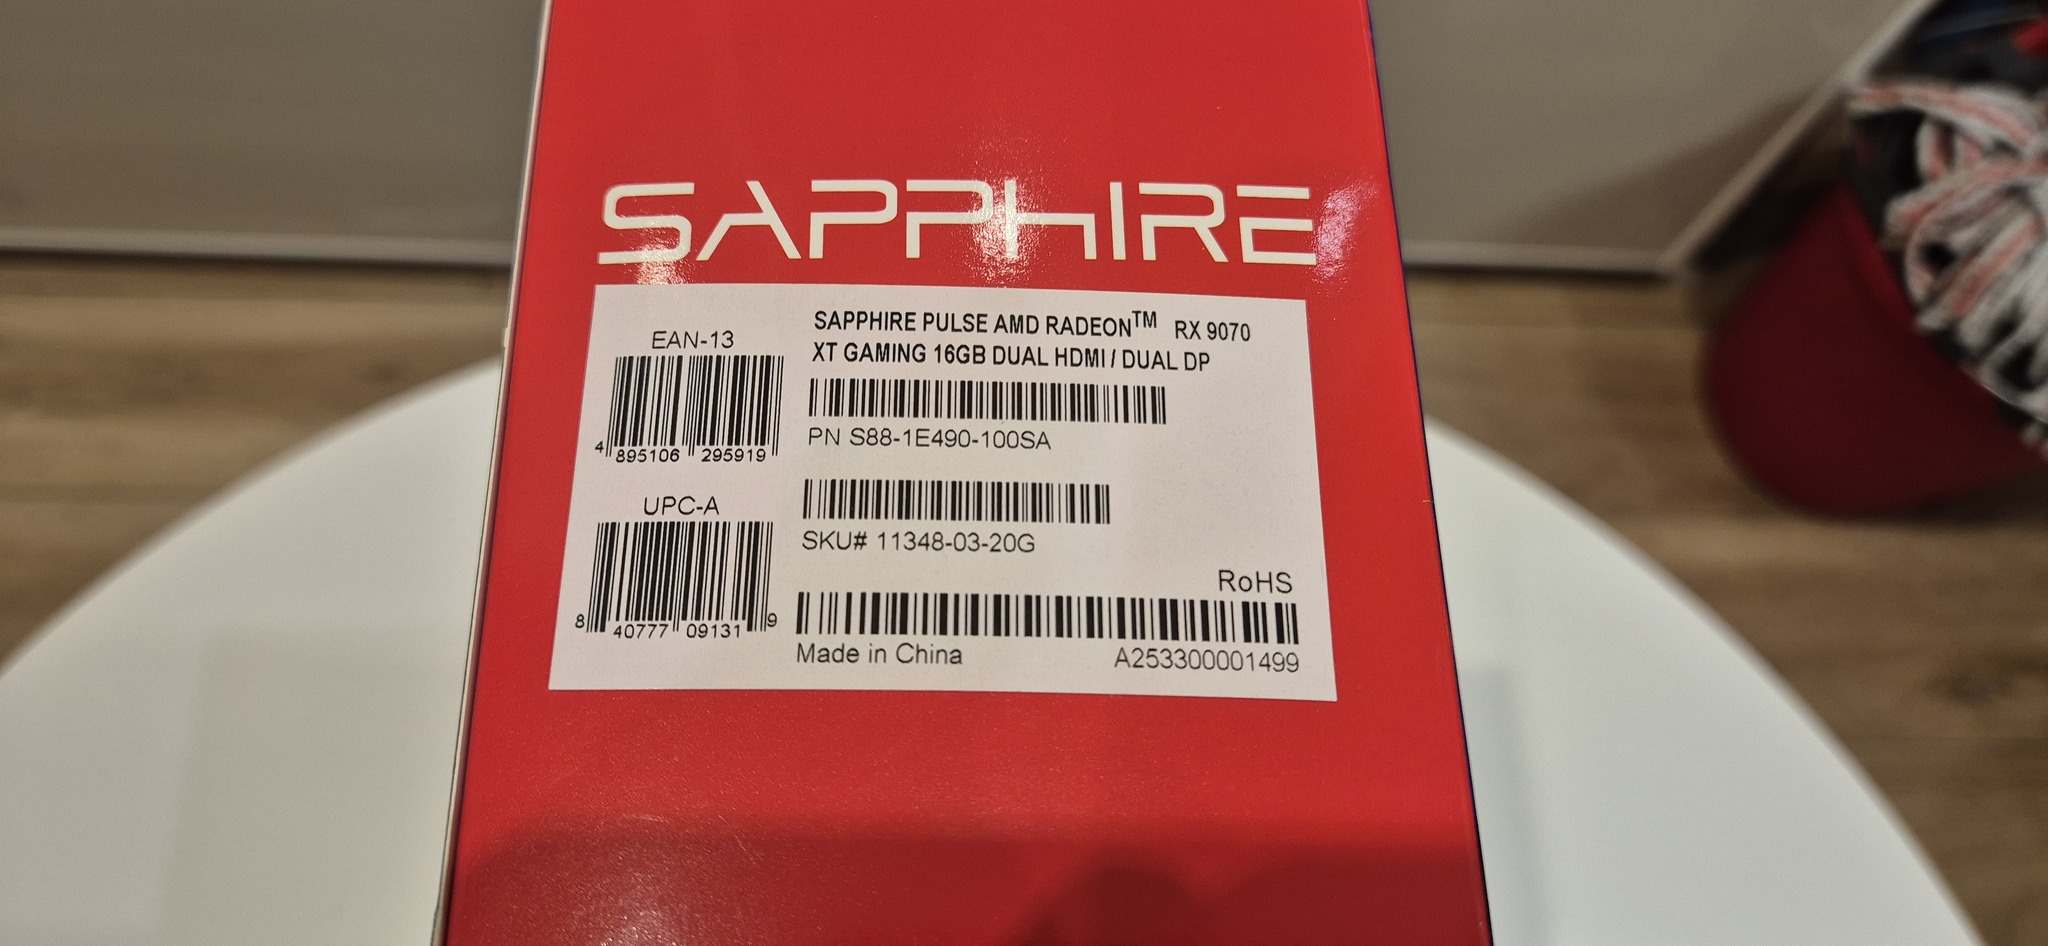 SAPPHIRE
SAPPHIRE PULSE AMD RADEON™ RX 9070
XT GAMING 16GB DUAL HDMI / DUAL DP
EAN-13
4 895106 295919
PN S88-1E490-100SA
UPC-A
8 40777 09131 9
SKU# 11348-03-20G
RoHS
Made in China
A253300001499